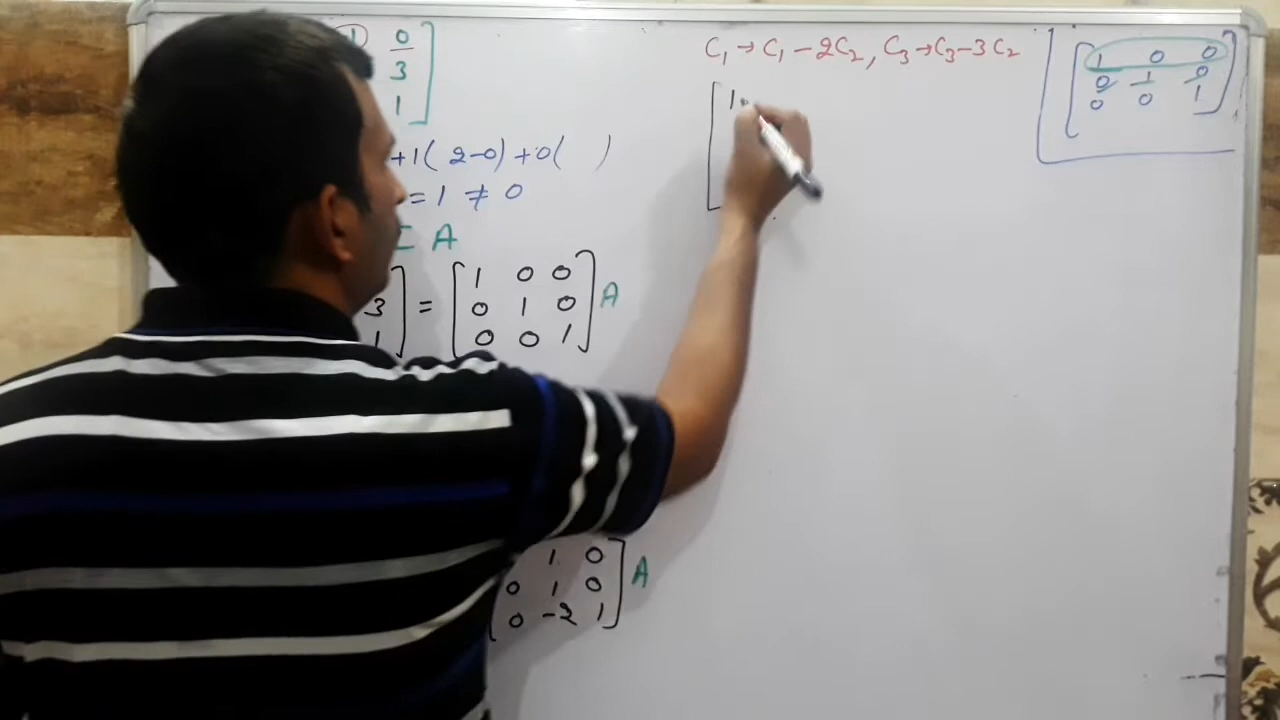 1 0
3
1
+1( 2-0) +0( )
= 1 ≠ 0
A
3
1
] = [ 1 0 0
0 1 0
0 0 1 ] A
1 0
0 1 0
0 -2 1 ] A
C₁ → C₁ - 2C₂, C₃ → C₃ - 3C₂
[ 1
[ 1 0 0
0 1 0
0 0 1 ]